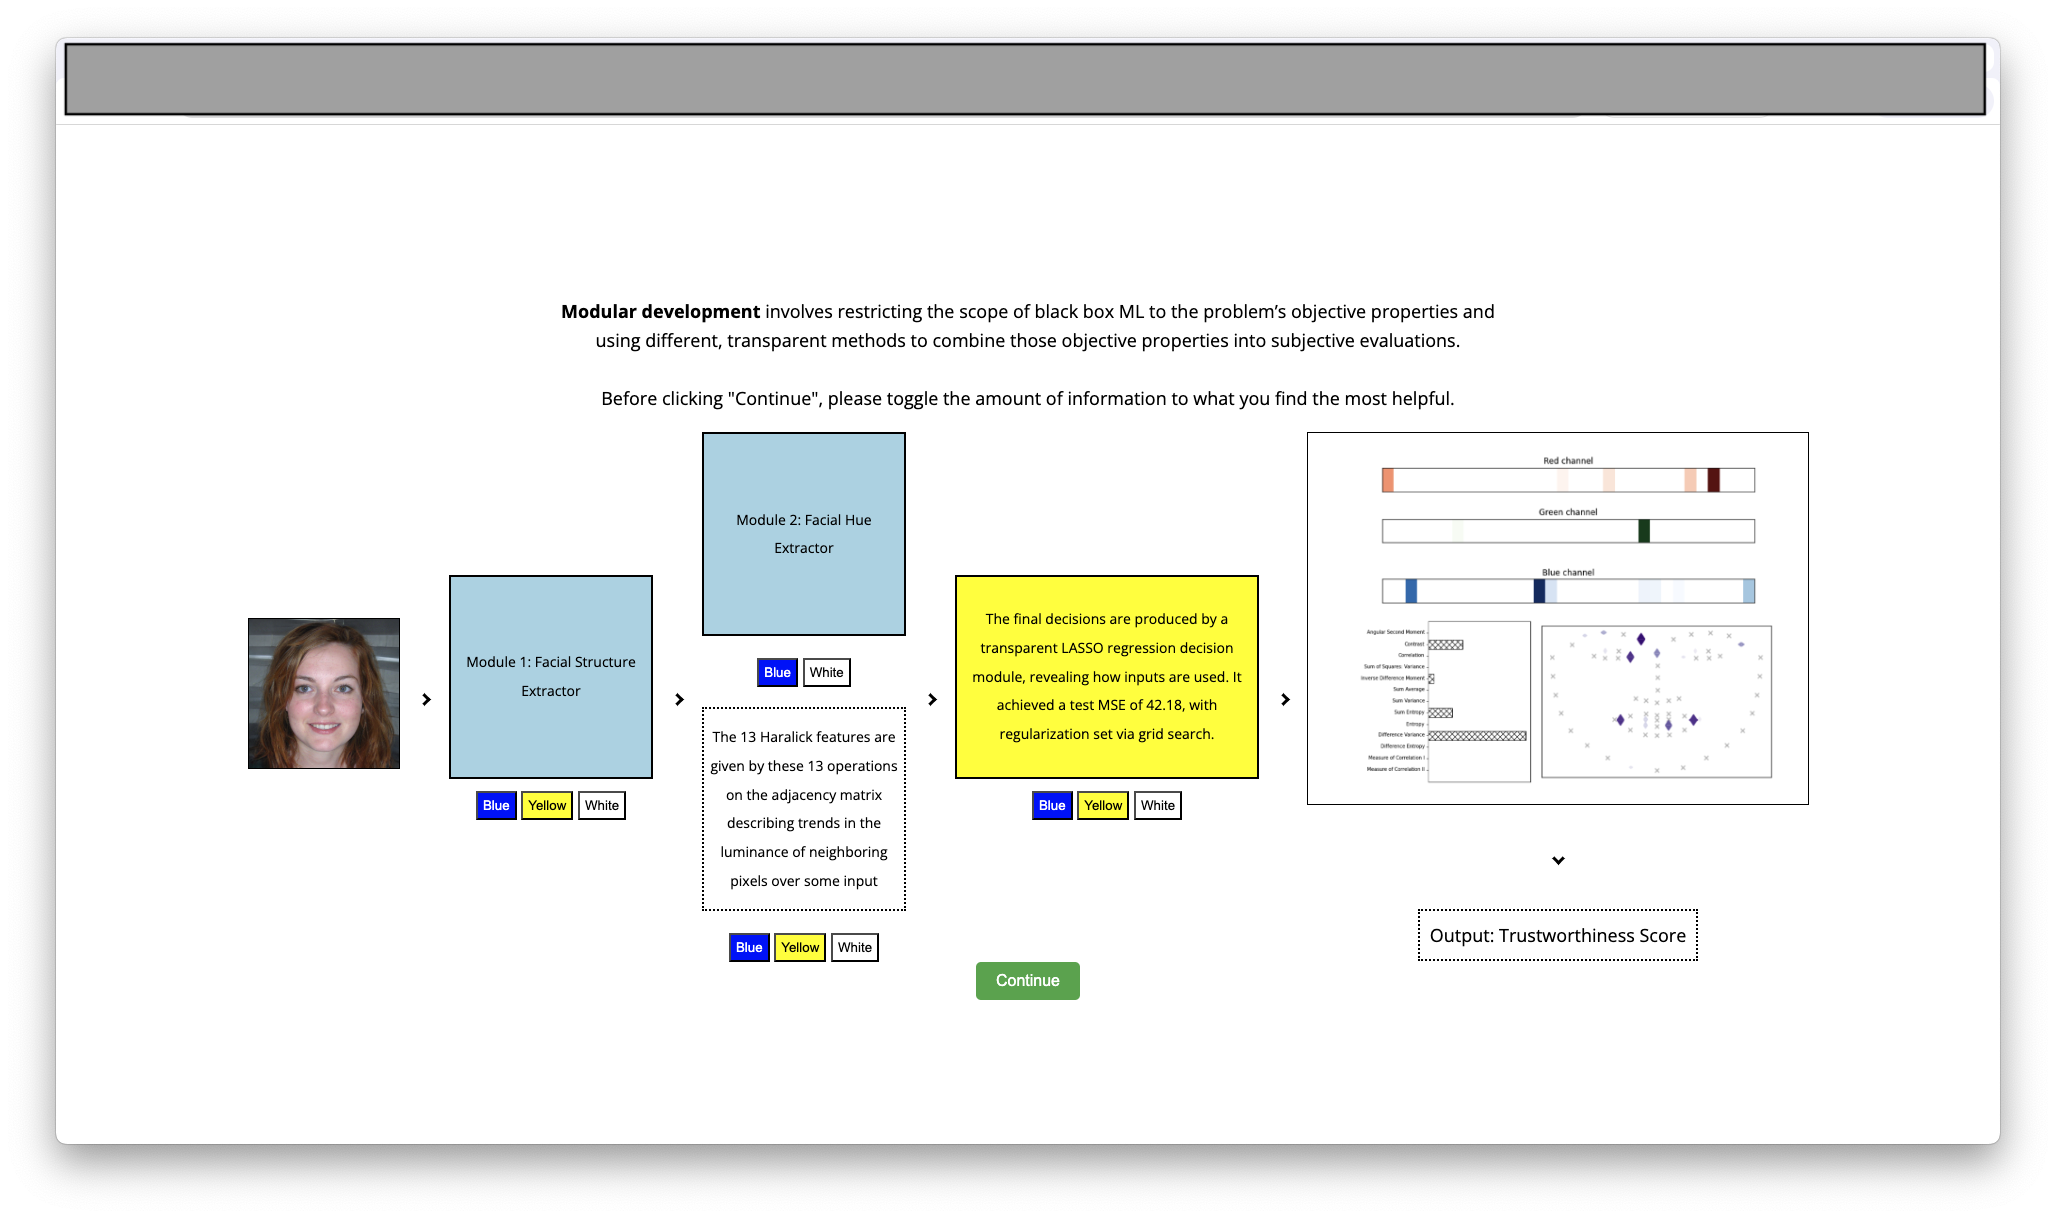 Modular development involves restricting the scope of black box ML to the problem’s objective properties and
using different, transparent methods to combine those objective properties into subjective evaluations.
Before clicking "Continue", please toggle the amount of information to what you find the most helpful.
Module 1: Facial Structure
Extractor
Blue
Yellow
White
Module 2: Facial Hue
Extractor
Blue
White
The 13 Haralick features are
given by these 13 operations
on the adjacency matrix
describing trends in the
luminance of neighboring
pixels over some input
Blue
Yellow
White
The final decisions are produced by a
transparent LASSO regression decision
module, revealing how inputs are used. It
achieved a test MSE of 42.18, with
regularization set via grid search.
Blue
Yellow
White
Red channel
Green channel
Blue channel
Angular Second Moment
Contrast
Correlation
Sum of Squares: Variance
Inverse Difference Moment
Sum Average
Sum Variance
Sum Entropy
Entropy
Difference Variance
Difference Entropy
Measure of Correlation I
Measure of Correlation II
Output: Trustworthiness Score
Continue